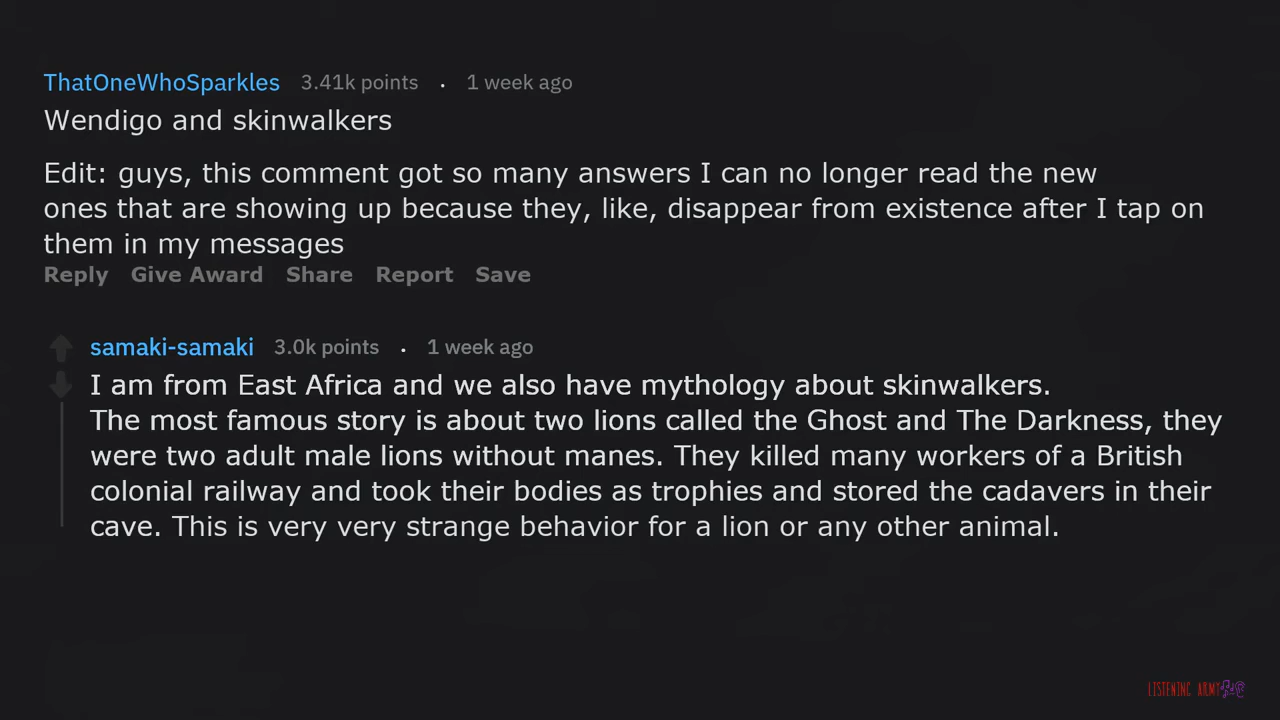 ThatOneWhoSparkles 3.41k points . 1 week ago
Wendigo and skinwalkers
Edit: guys, this comment got so many answers I can no longer read the new
ones that are showing up because they, like, disappear from existence after I tap on
them in my messages
Reply Give Award Share Report Save
samaki-samaki 3.0k points . 1 week ago
I am from East Africa and we also have mythology about skinwalkers.
The most famous story is about two lions called the Ghost and The Darkness, they
were two adult male lions without manes. They killed many workers of a British
colonial railway and took their bodies as trophies and stored the cadavers in their
cave. This is very very strange behavior for a lion or any other animal.
LISTENING ARMY